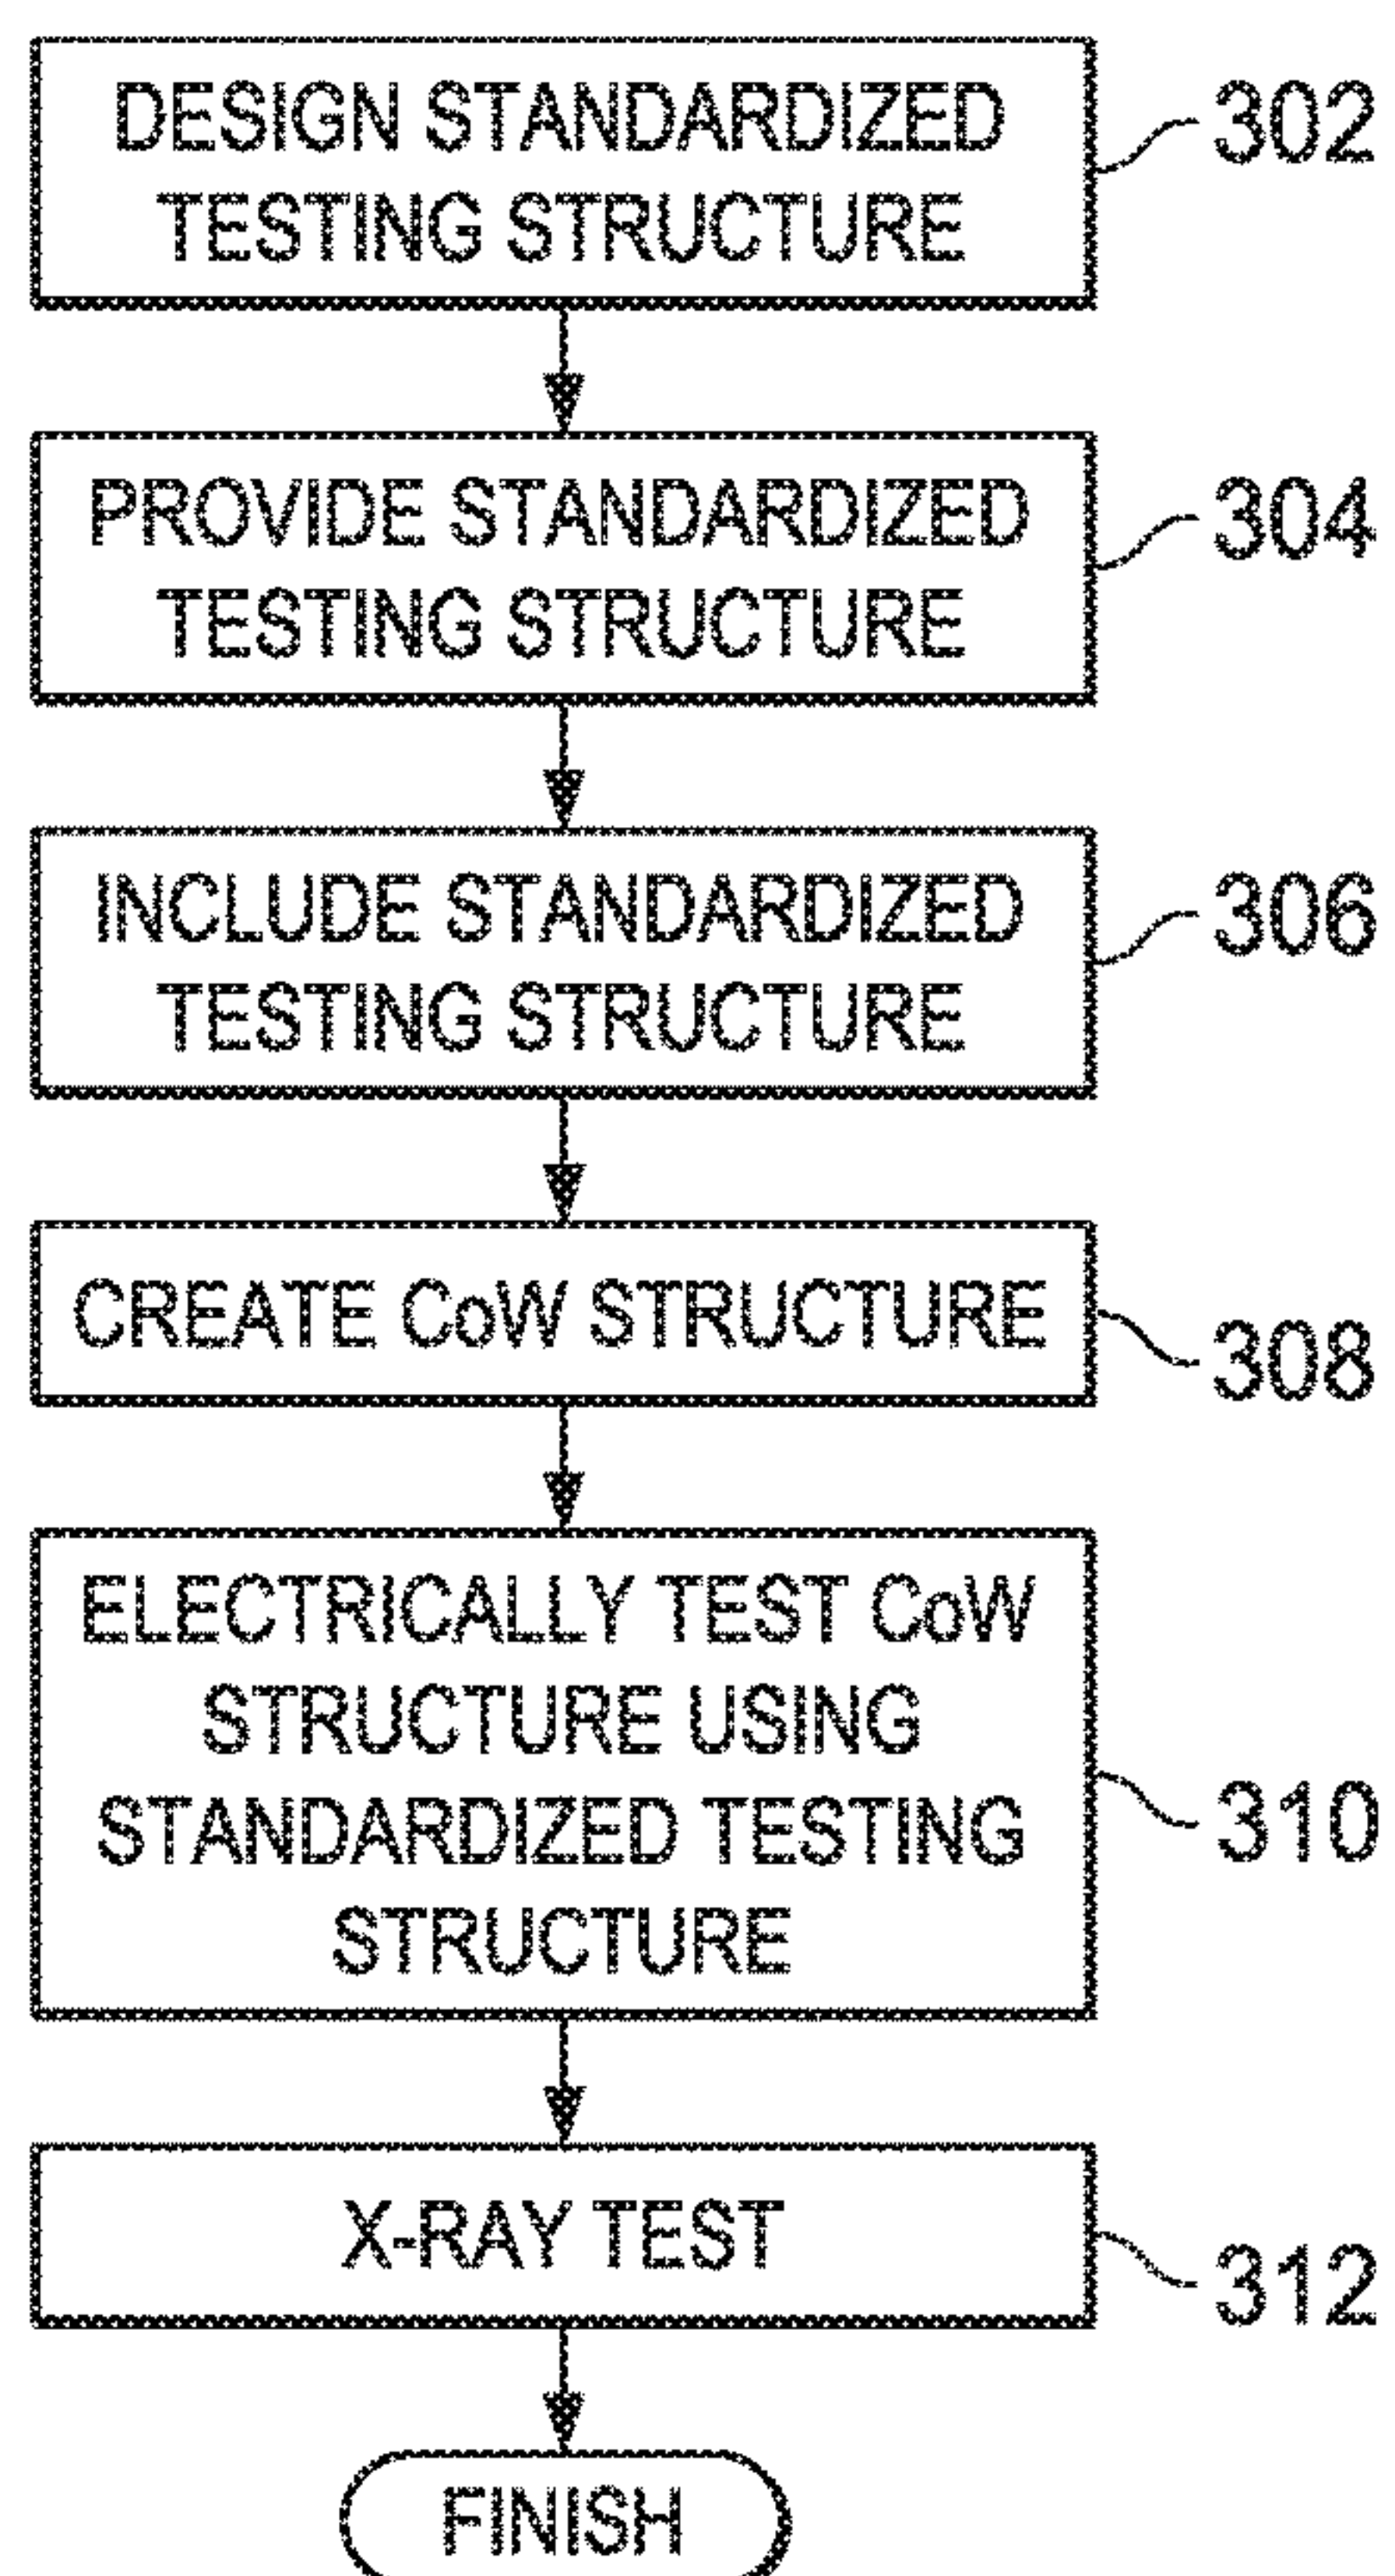 DESIGN STANDARDIZED
TESTING STRUCTURE
302
PROVIDE STANDARDIZED
TESTING STRUCTURE
304
INCLUDE STANDARDIZED
TESTING STRUCTURE
306
CREATE CoW STRUCTURE
308
ELECTRICALLY TEST CoW
STRUCTURE USING
STANDARDIZED TESTING
STRUCTURE
310
X-RAY TEST
312
FINISH